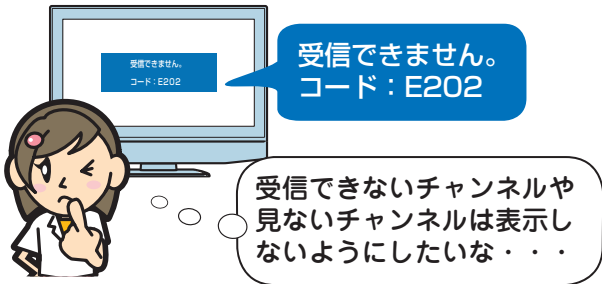 受信できません。
コード：E202
受信できません。
コード：E202
受信できないチャンネルや
見ないチャンネルは表示し
ないようにしたいな・・・